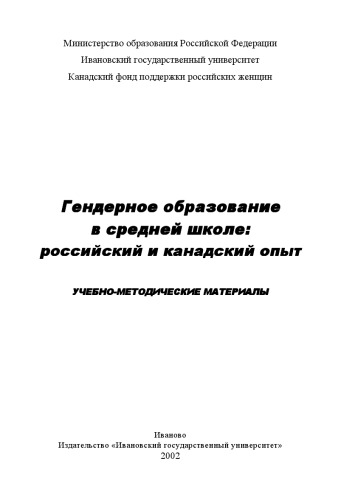 Министерство образования Российской Федерации
Ивановский государственный университет
Канадский фонд поддержки российских женщин
Гендерное образование
в средней школе:
российский и канадский опыт
УЧЕБНО-МЕТОДИЧЕСКИЕ МАТЕРИАЛЫ
Иваново
Издательство «Ивановский государственный университет»
2002